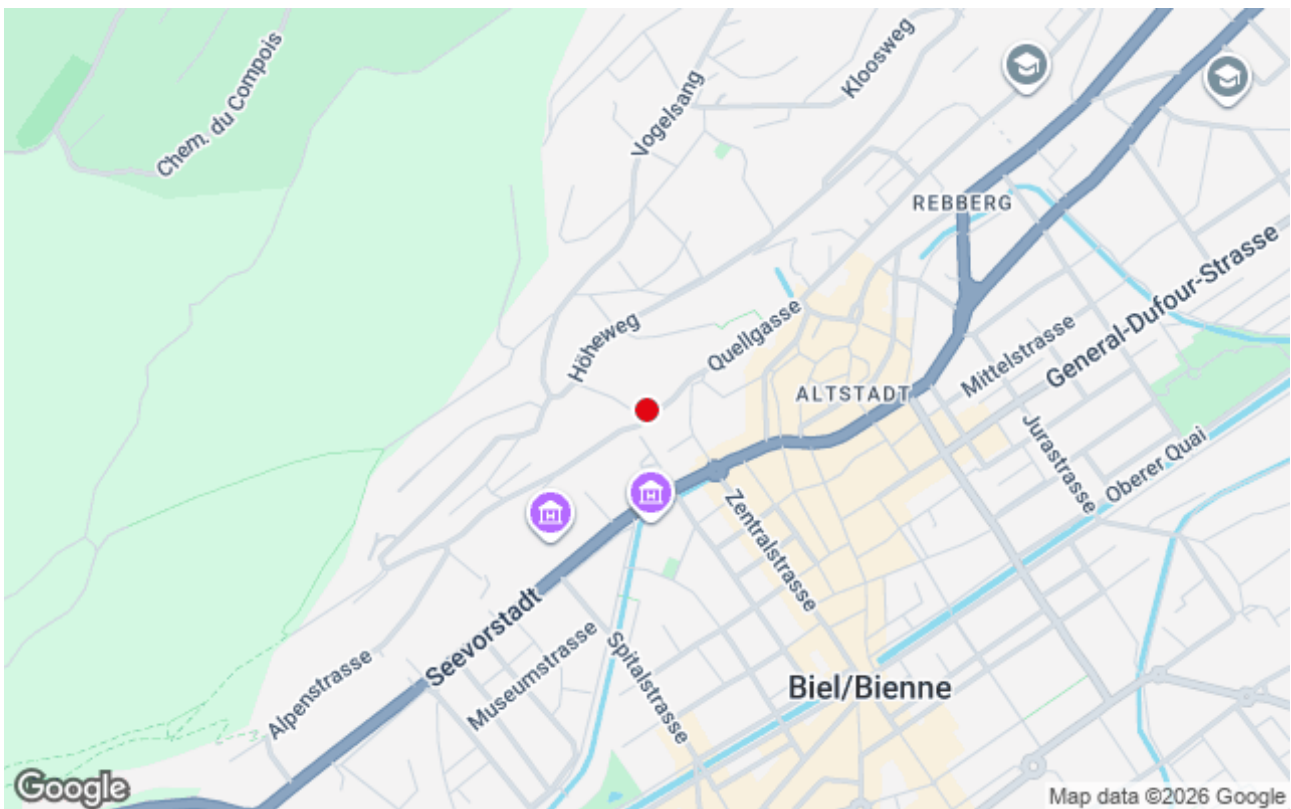 Chem. du Compois
Vogelsang
Kloosweg
REBBERG
General-Dufour-Strasse
Höheweg
Quellgasse
Mittelstrasse
ALTSTADT
Jurastrasse
Oberer Quai
H
H
Zentralstrasse
Seevorstadt
Museumstrasse
Spitalstrasse
Alpenstrasse
Biel/Bienne
Google
Map data ©2026 Google